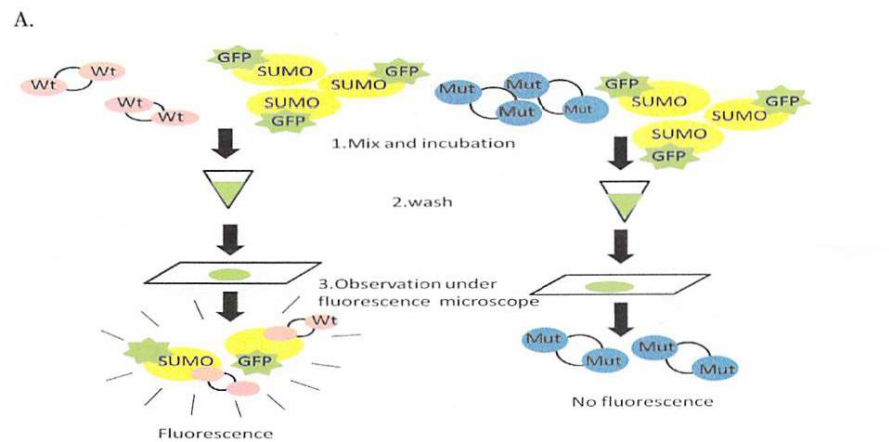 A.
Wt
Wt
Wt
Wt
GFP
SUMO
GFP
SUMO
SUMO
GFP
Mut
Mut
Mut
Mut
GFP
SUMO
GFP
SUMO
SUMO
GFP
1.Mix and incubation
2.wash
3.Observation under
fluorescence microscope
Wt
SUMO
GFP
Fluorescence
Mut
Mut
Mut
Mut
No fluorescence